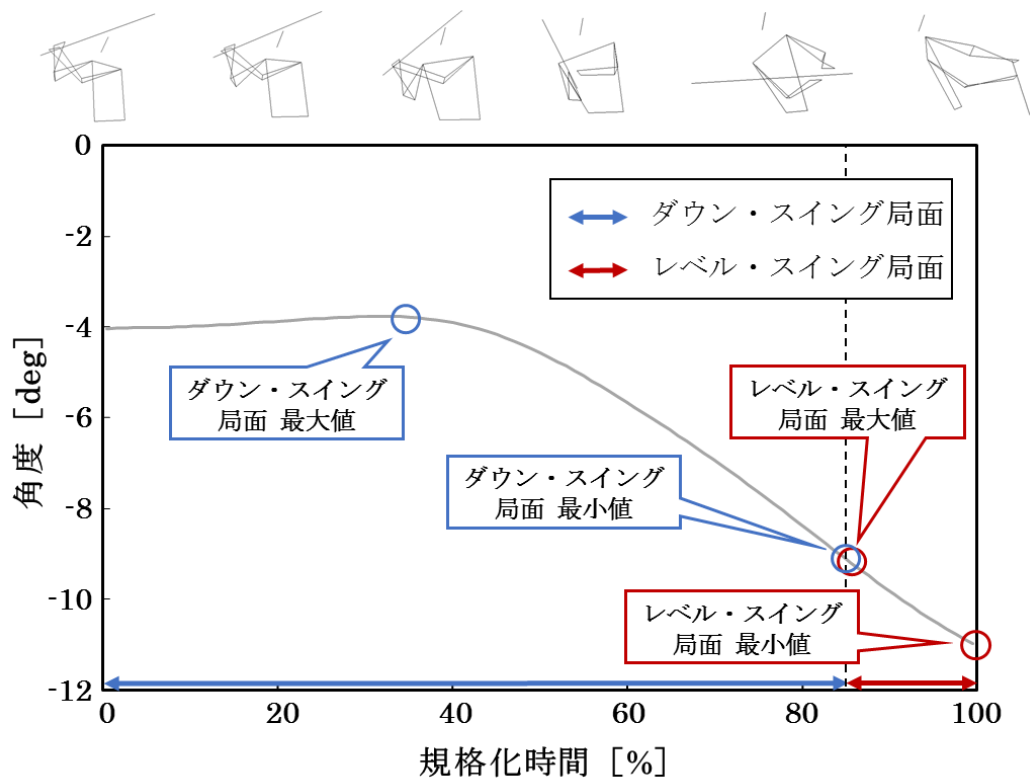 0
-2
-4
-6
-8
-10
-12
角度 [deg]
ダウン・スイング局面
レベル・スイング局面
ダウン・スイング
局面 最大値
レベル・スイング
局面 最大値
ダウン・スイング
局面 最小値
レベル・スイング
局面 最小値
0 20 40 60 80 100
規格化時間 [%]